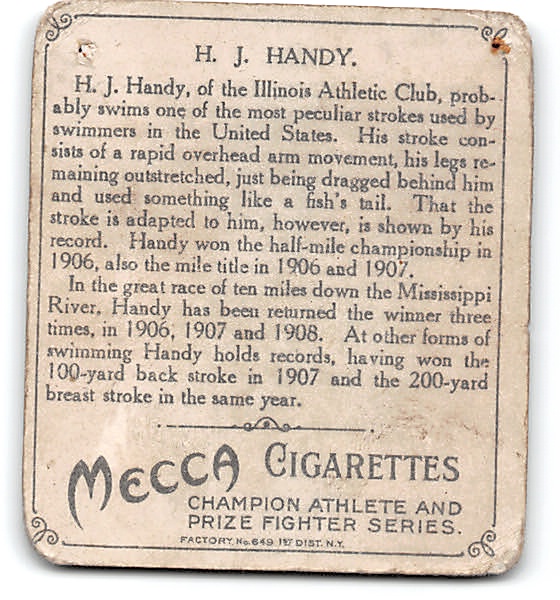 H. J. HANDY.
H. J. Handy, of the Illinois Athletic Club, prob-
ably swims one of the most peculiar strokes used by
swimmers in the United States. His stroke con-
sists of a rapid overhead arm movement, his legs re-
maining outstretched, just being dragged behind him
and used something like a fish's tail. That the
stroke is adapted to him, however, is shown by his
record. Handy won the half-mile championship in
1906, also the mile title in 1906 and 1907.
In the great race of ten miles down the Mississippi
River, Handy has been returned the winner three
times, in 1906, 1907 and 1908. At other forms of
swimming Handy holds records, having won the
100-yard back stroke in 1907 and the 200-yard
breast stroke in the same year.
MECCA CIGARETTES
CHAMPION ATHLETE AND
PRIZE FIGHTER SERIES.
FACTORY No. 649 1ST DIST. N.Y.